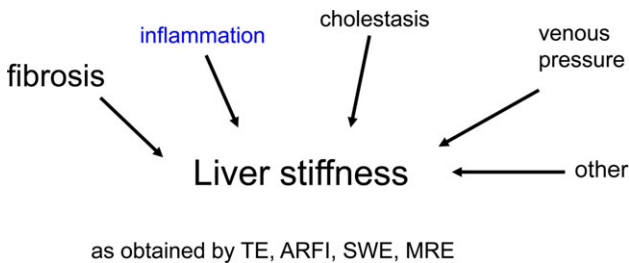 cholestasis
inflammation
venous
pressure
fibrosis
Liver stiffness
other
as obtained by TE, ARFI, SWE, MRE